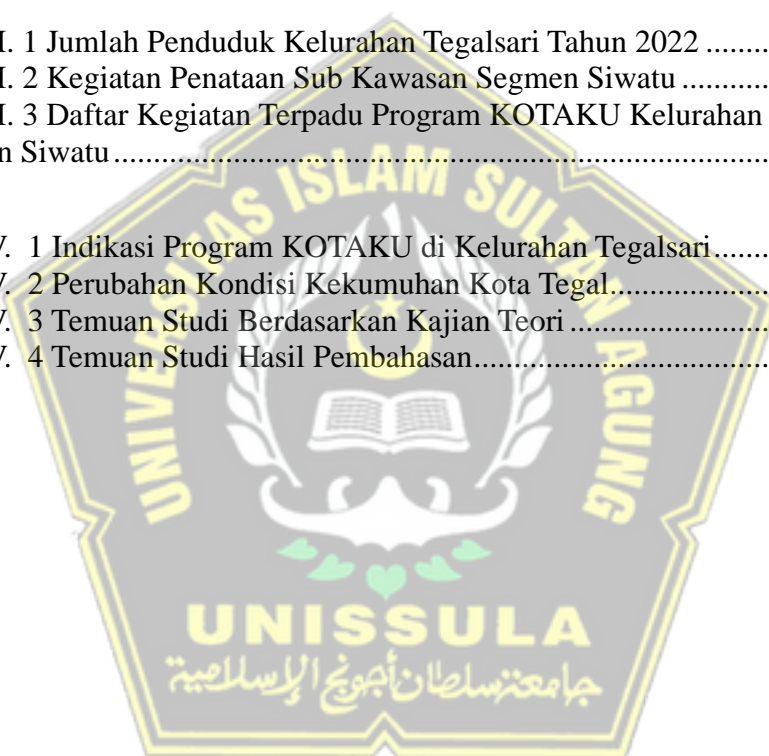 I. 1 Jumlah Penduduk Kelurahan Tegalsari Tahun 2022 ........
I. 2 Kegiatan Penataan Sub Kawasan Segmen Siwatu ...........
I. 3 Daftar Kegiatan Terpadu Program KOTAKU Kelurahan
n Siwatu...............................................................................
V. 1 Indikasi Program KOTAKU di Kelurahan Tegalsari.......
V. 2 Perubahan Kondisi Kekumuhan Kota Tegal....................
V. 3 Temuan Studi Berdasarkan Kajian Teori ........................
V. 4 Temuan Studi Hasil Pembahasan....................................
UNIVERSITAS ISLAM SULTAN AGUNG
UNISSULA
جامعة سلطان أجونج الإسلامية